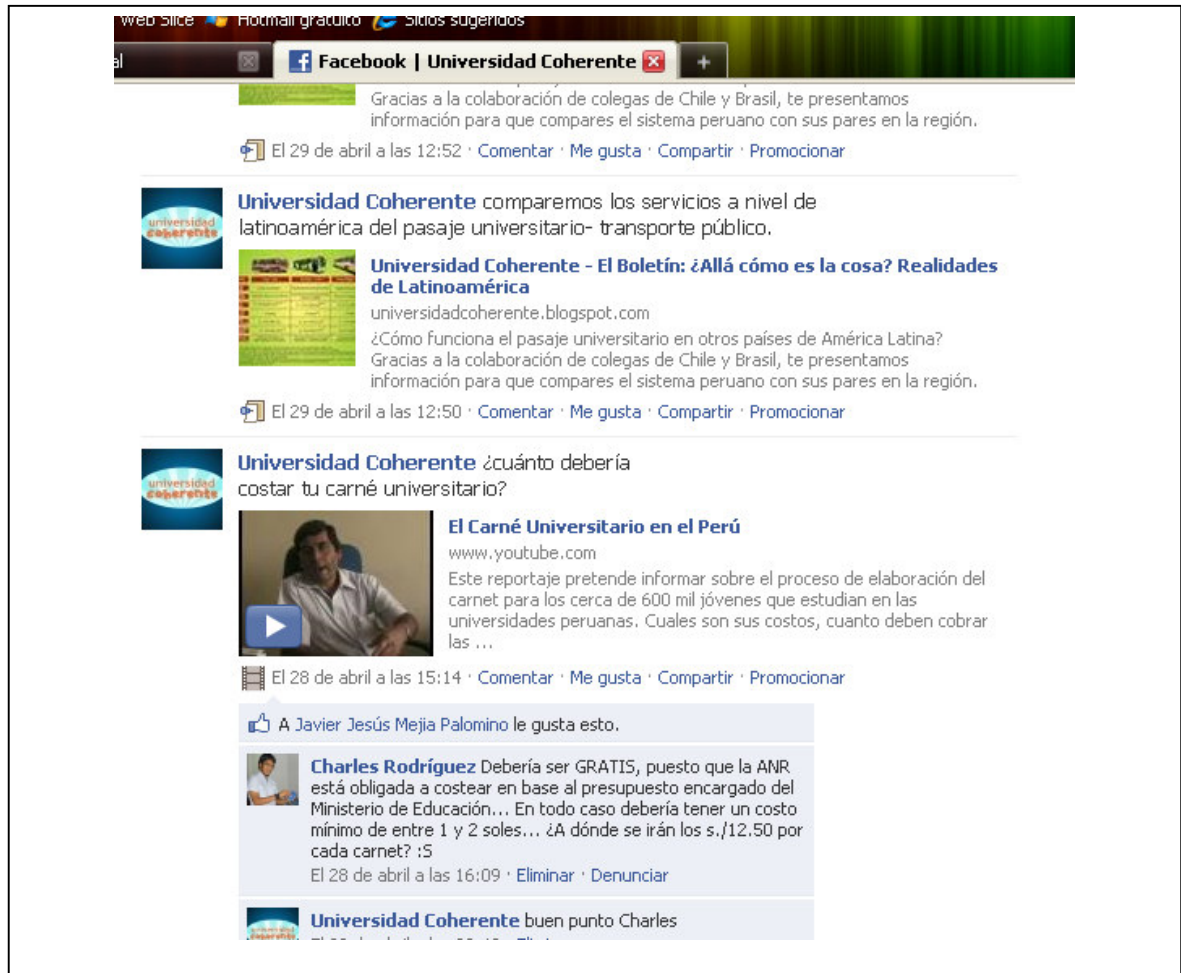 Web Slice Hotmail gratuito Sitios sugeridos
al Facebook | Universidad Coherente +
Gracias a la colaboración de colegas de Chile y Brasil, te presentamos
información para que compares el sistema peruano con sus pares en la región.
El 29 de abril a las 12:52 · Comentar · Me gusta · Compartir · Promocionar
universidad
coherente
Universidad Coherente comparemos los servicios a nivel de
latinoamérica del pasaje universitario- transporte público.
Universidad Coherente - El Boletín: ¿Allá cómo es la cosa? Realidades
de Latinoamérica
universidadcoherente.blogspot.com
¿Cómo funciona el pasaje universitario en otros países de América Latina?
Gracias a la colaboración de colegas de Chile y Brasil, te presentamos
información para que compares el sistema peruano con sus pares en la región.
El 29 de abril a las 12:50 · Comentar · Me gusta · Compartir · Promocionar
universidad
coherente
Universidad Coherente ¿cuánto debería
costar tu carné universitario?
El Carné Universitario en el Perú
www.youtube.com
Este reportaje pretende informar sobre el proceso de elaboración del
carnet para los cerca de 600 mil jóvenes que estudian en las
universidades peruanas. Cuales son sus costos, cuanto deben cobrar
las ...
El 28 de abril a las 15:14 · Comentar · Me gusta · Compartir · Promocionar
A Javier Jesús Mejia Palomino le gusta esto.
Charles Rodríguez Debería ser GRATIS, puesto que la ANR
está obligada a costear en base al presupuesto encargado del
Ministerio de Educación... En todo caso debería tener un costo
mínimo de entre 1 y 2 soles... ¿A dónde se irán los s./12.50 por
cada carnet? :S
El 28 de abril a las 16:09 · Eliminar · Denunciar
Universidad Coherente buen punto Charles